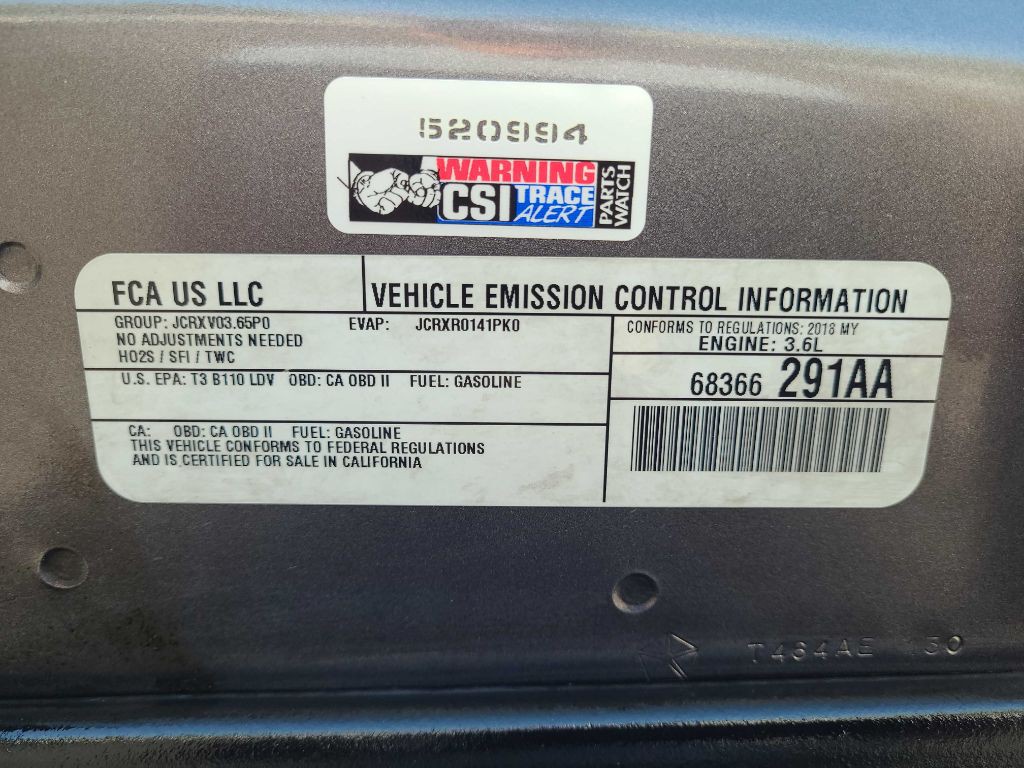 520994
WARNING
CSI TRACE
ALERT
PARTS
WATCH
FCA US LLC
VEHICLE EMISSION CONTROL INFORMATION
GROUP: JCRXV03.65P0 EVAP: JCRXR0141PK0
NO ADJUSTMENTS NEEDED
HO2S / SFI / TWC
CONFORMS TO REGULATIONS: 2018 MY
ENGINE: 3.6L
U.S. EPA: T3 B110 LDV OBD: CA OBD II FUEL: GASOLINE
68366 291AA
CA: OBD: CA OBD II FUEL: GASOLINE
THIS VEHICLE CONFORMS TO FEDERAL REGULATIONS
AND IS CERTIFIED FOR SALE IN CALIFORNIA
T464AE 30